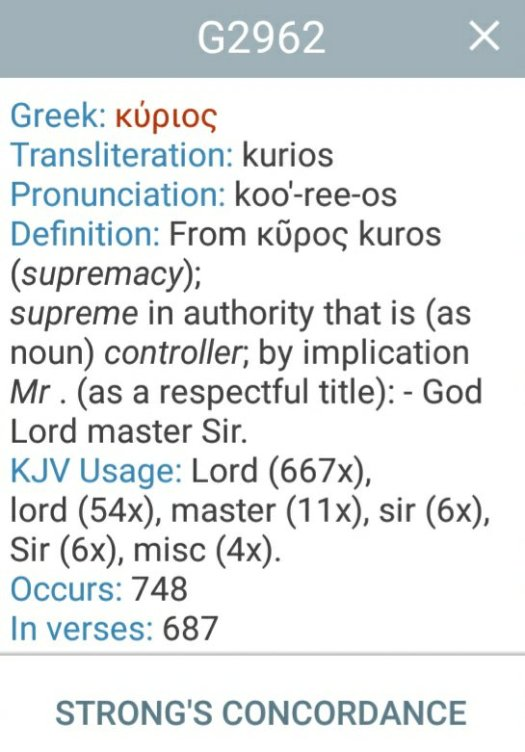 G2962 ×
Greek: κύριος
Transliteration: kurios
Pronunciation: koo'-ree-os
Definition: From κῦρος kuros
(supremacy);
supreme in authority that is (as
noun) controller; by implication
Mr . (as a respectful title): - God
Lord master Sir.
KJV Usage: Lord (667x),
lord (54x), master (11x), sir (6x),
Sir (6x), misc (4x).
Occurs: 748
In verses: 687
STRONG'S CONCORDANCE